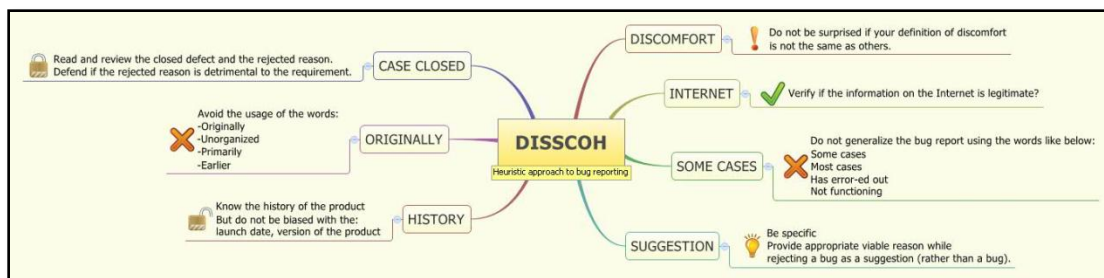 DISSCOH
Heuristic approach to bug reporting
DISCOMFORT
Do not be surprised if your definition of discomfort
is not the same as others.
INTERNET
Verify if the information on the Internet is legitimate?
SOME CASES
Do not generalize the bug report using the words like below:
Some cases
Most cases
Has error-ed out
Not functioning
SUGGESTION
Be specific
Provide appropriate viable reason while
rejecting a bug as a suggestion (rather than a bug).
CASE CLOSED
Read and review the closed defect and the rejected reason.
Defend if the rejected reason is detrimental to the requirement.
ORIGINALLY
Avoid the usage of the words:
-Originally
-Unorganized
-Primarily
-Earlier
HISTORY
Know the history of the product
But do not be biased with the:
launch date, version of the product